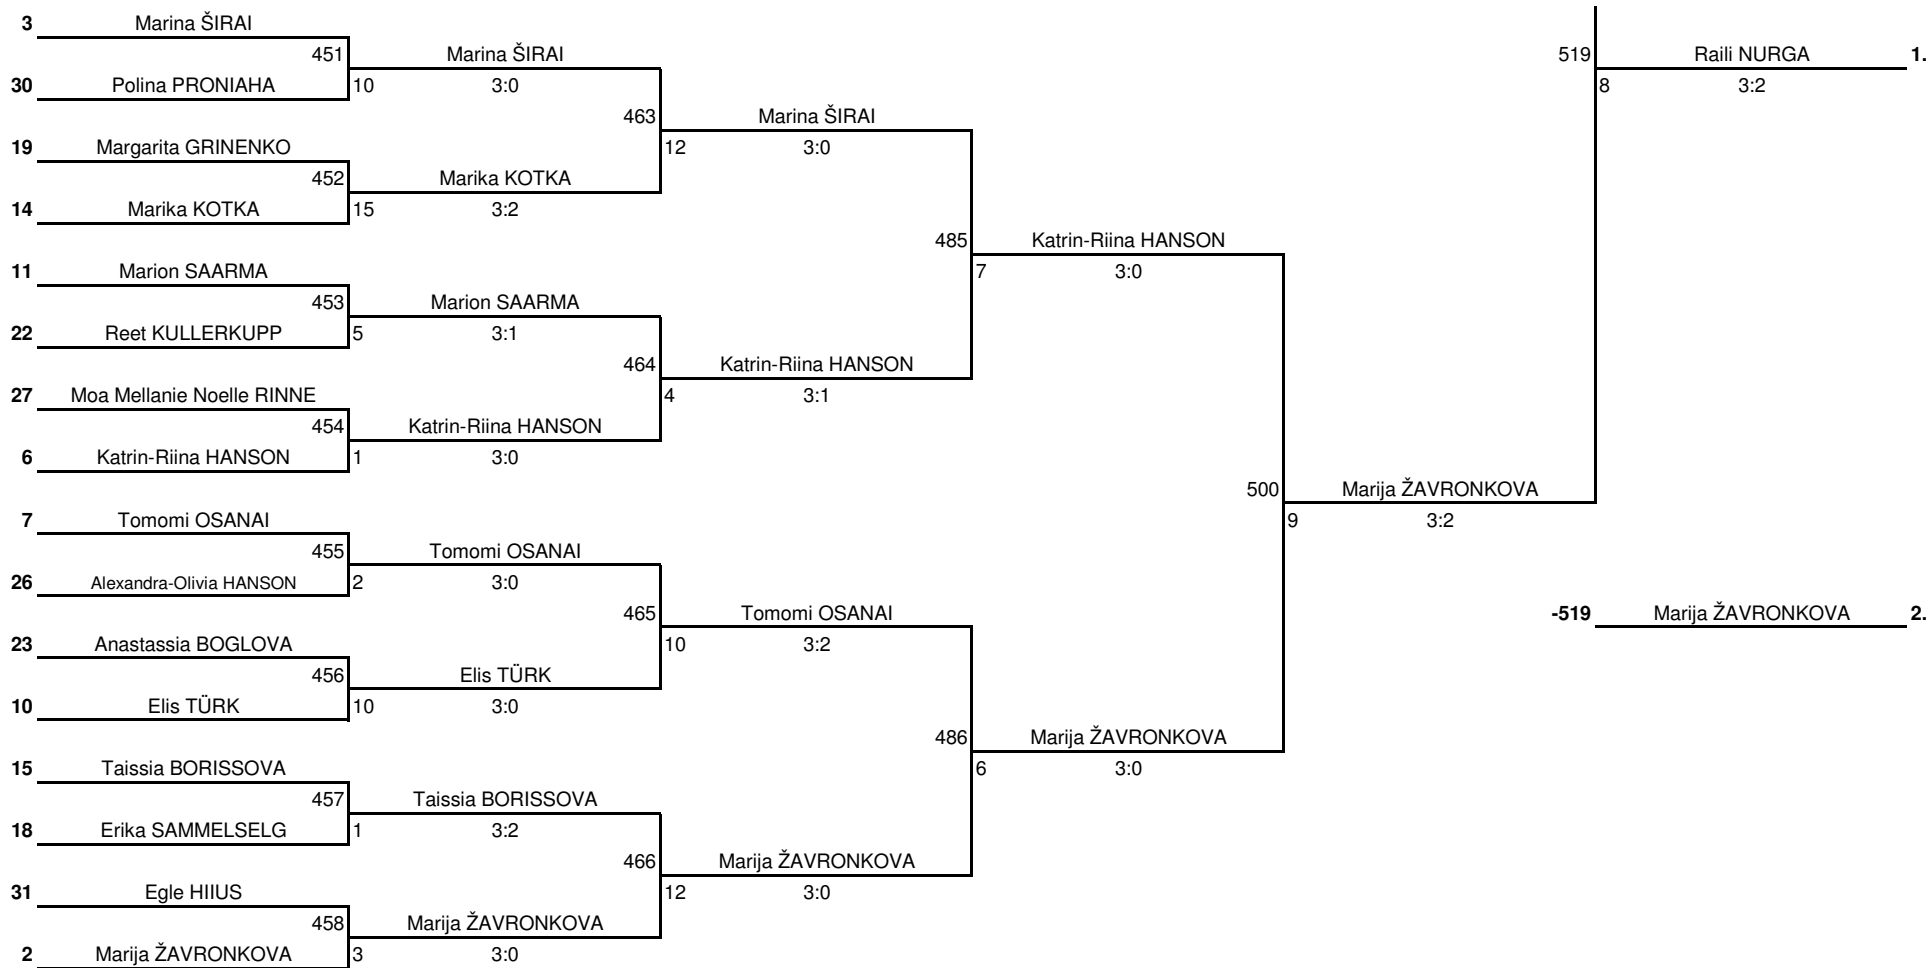 3 Marina ŠIRAI
451 Marina ŠIRAI 519 Raili NURGA 1.
30 Polina PRONIAHA 10 3:0 8 3:2
463 Marina ŠIRAI
19 Margarita GRINENKO 12 3:0
452 Marika KOTKA
14 Marika KOTKA 15 3:2
485 Katrin-Riina HANSON
11 Marion SAARMA 7 3:0
453 Marion SAARMA
22 Reet KULLERKUPP 5 3:1
464 Katrin-Riina HANSON
27 Moa Mellanie Noelle RINNE 4 3:1
454 Katrin-Riina HANSON
6 Katrin-Riina HANSON 1 3:0
500 Marija ŽAVRONKOVA
7 Tomomi OSANAI 9 3:2
455 Tomomi OSANAI
26 Alexandra-Olivia HANSON 2 3:0
465 Tomomi OSANAI -519 Marija ŽAVRONKOVA 2.
23 Anastassia BOGLOVA 10 3:2
456 Elis TÜRK
10 Elis TÜRK 10 3:0
486 Marija ŽAVRONKOVA
15 Taissia BORISSOVA 6 3:0
457 Taissia BORISSOVA
18 Erika SAMMELSELG 1 3:2
466 Marija ŽAVRONKOVA
31 Egle HIIUS 12 3:0
458 Marija ŽAVRONKOVA
2 Marija ŽAVRONKOVA 3 3:0